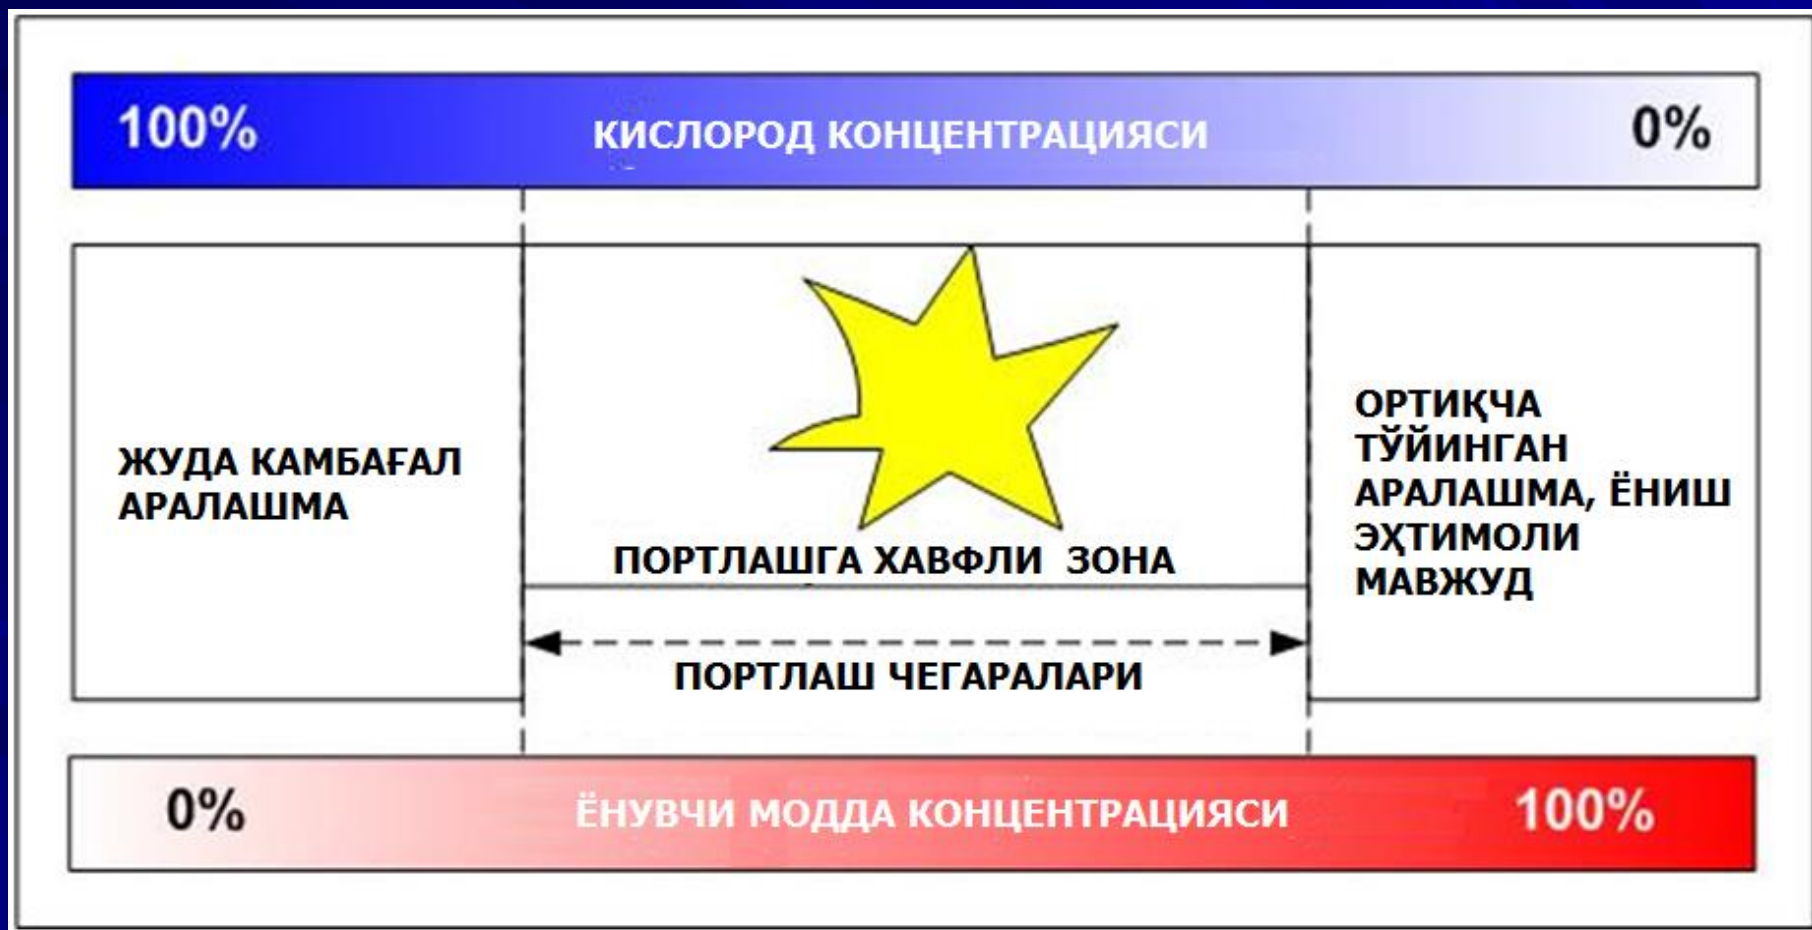 100% КИСЛОРОД КОНЦЕНТРАЦИЯСИ 0%
ЖУДА КАМБАҒАЛ
АРАЛАШМА
ПОРТЛАШГА ХАВФЛИ ЗОНА
ПОРТЛАШ ЧЕГАРАЛАРИ
ОРТИҚЧА
ТЎЙИНГАН
АРАЛАШМА, ЁНИШ
ЭҲТИМОЛИ
МАВЖУД
0% ЁНУВЧИ МОДДА КОНЦЕНТРАЦИЯСИ 100%